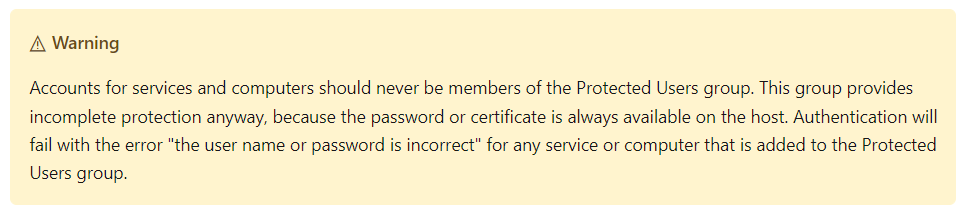 ⚠ Warning
Accounts for services and computers should never be members of the Protected Users group. This group provides
incomplete protection anyway, because the password or certificate is always available on the host. Authentication will
fail with the error "the user name or password is incorrect" for any service or computer that is added to the Protected
Users group.